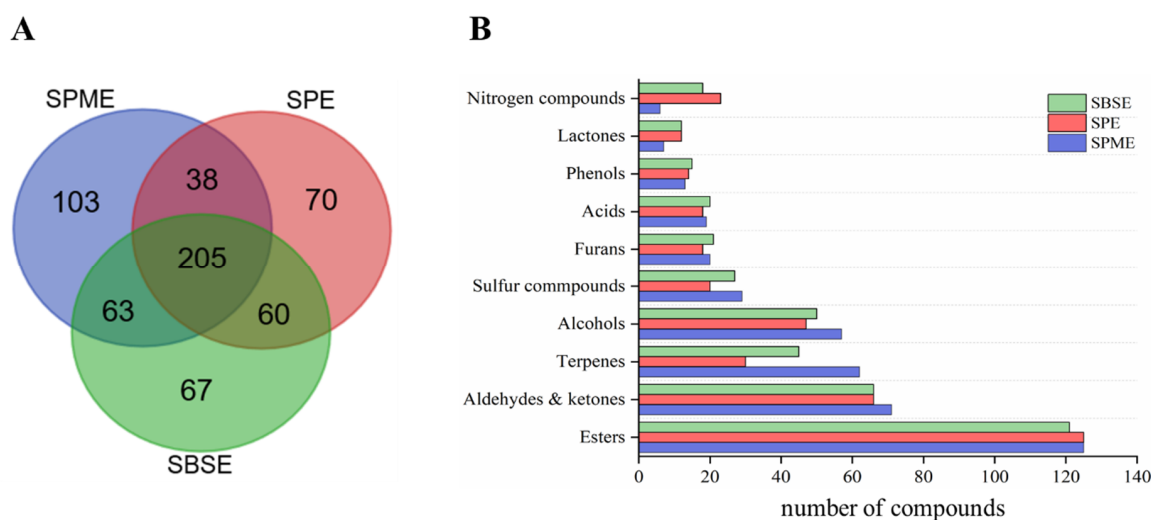 A
B
SPME
SPE
103
38
70
205
63
60
67
SBSE
Nitrogen compounds
Lactones
Phenols
Acids
Furans
Sulfur commpounds
Alcohols
Terpenes
Aldehydes & ketones
Esters
SBSE
SPE
SPME
0 20 40 60 80 100 120 140
number of compounds